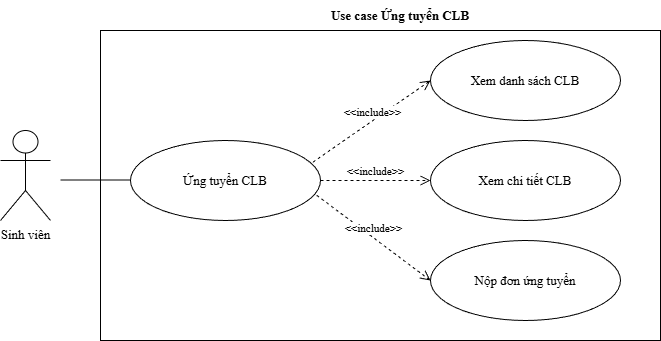 Use case Ứng tuyển CLB
Xem danh sách CLB
<<include>>
Ứng tuyển CLB
<<include>>
Xem chi tiết CLB
Sinh viên
<<include>>
Nộp đơn ứng tuyển